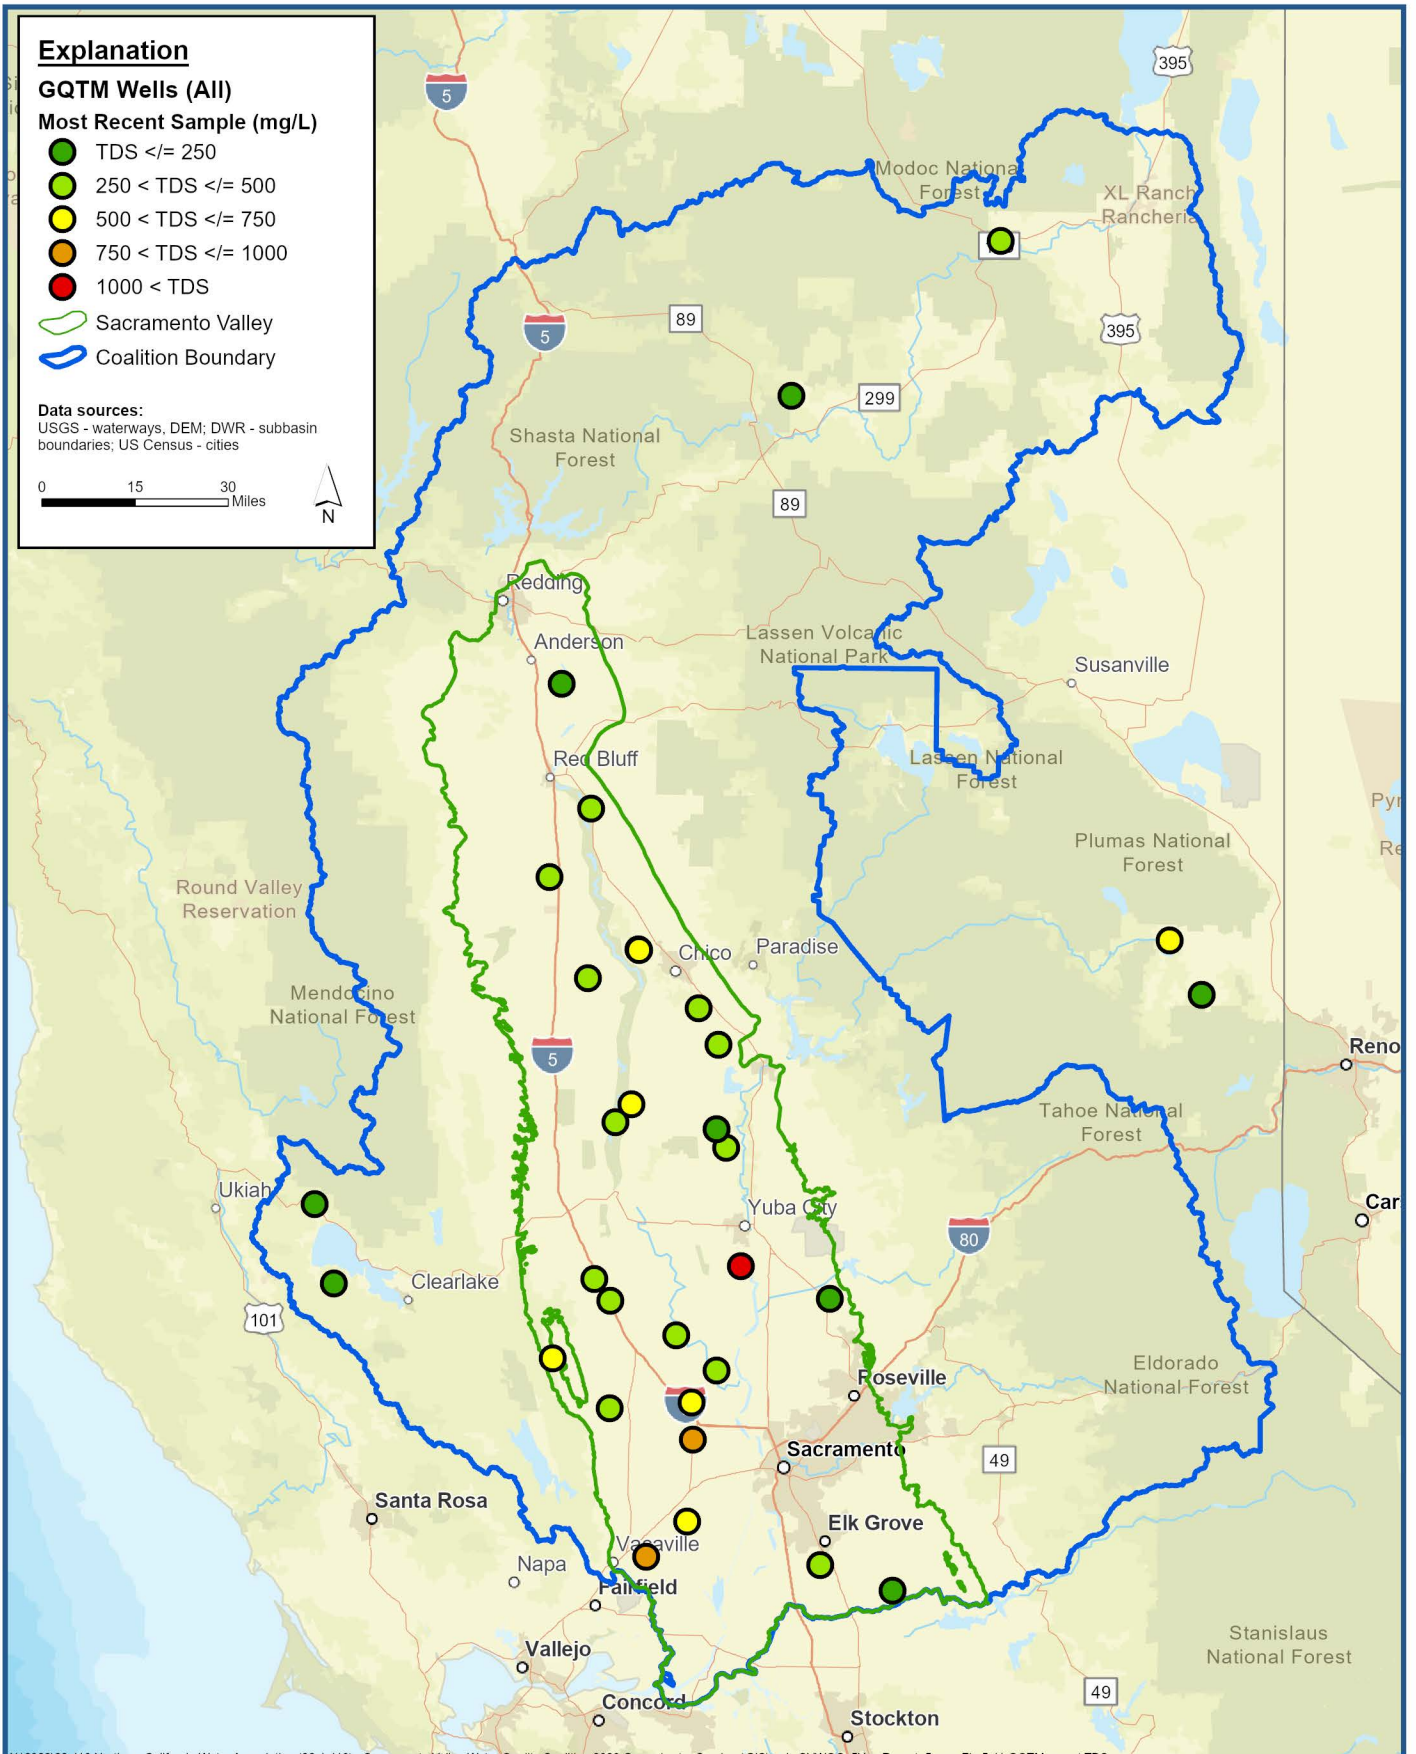 Explanation
GQTM Wells (All)
Most Recent Sample (mg/L)
TDS </= 250
250 < TDS </= 500
500 < TDS </= 750
750 < TDS </= 1000
1000 < TDS
Sacramento Valley
Coalition Boundary
Data sources:
USGS - waterways, DEM; DWR - subbasin
boundaries; US Census - cities
0 15 30
Miles
N
5
395
Modoc National
Forest
XL Ranch
Rancheria
5
89
395
299
Shasta National
Forest
89
Redding
Anderson
Lassen Volcanic
National Park
Susanville
Red Bluff
Lassen National
Forest
Plumas National
Forest
Round Valley
Reservation
Chico
Paradise
Mendocino
National Forest
5
Reno
Tahoe National
Forest
Ukiah
Yuba City
80
Clearlake
101
Eldorado
National Forest
Roseville
Sacramento
49
Santa Rosa
Elk Grove
Vacaville
Napa
Fairfield
Stanislaus
National Forest
Vallejo
49
Concord
Stockton